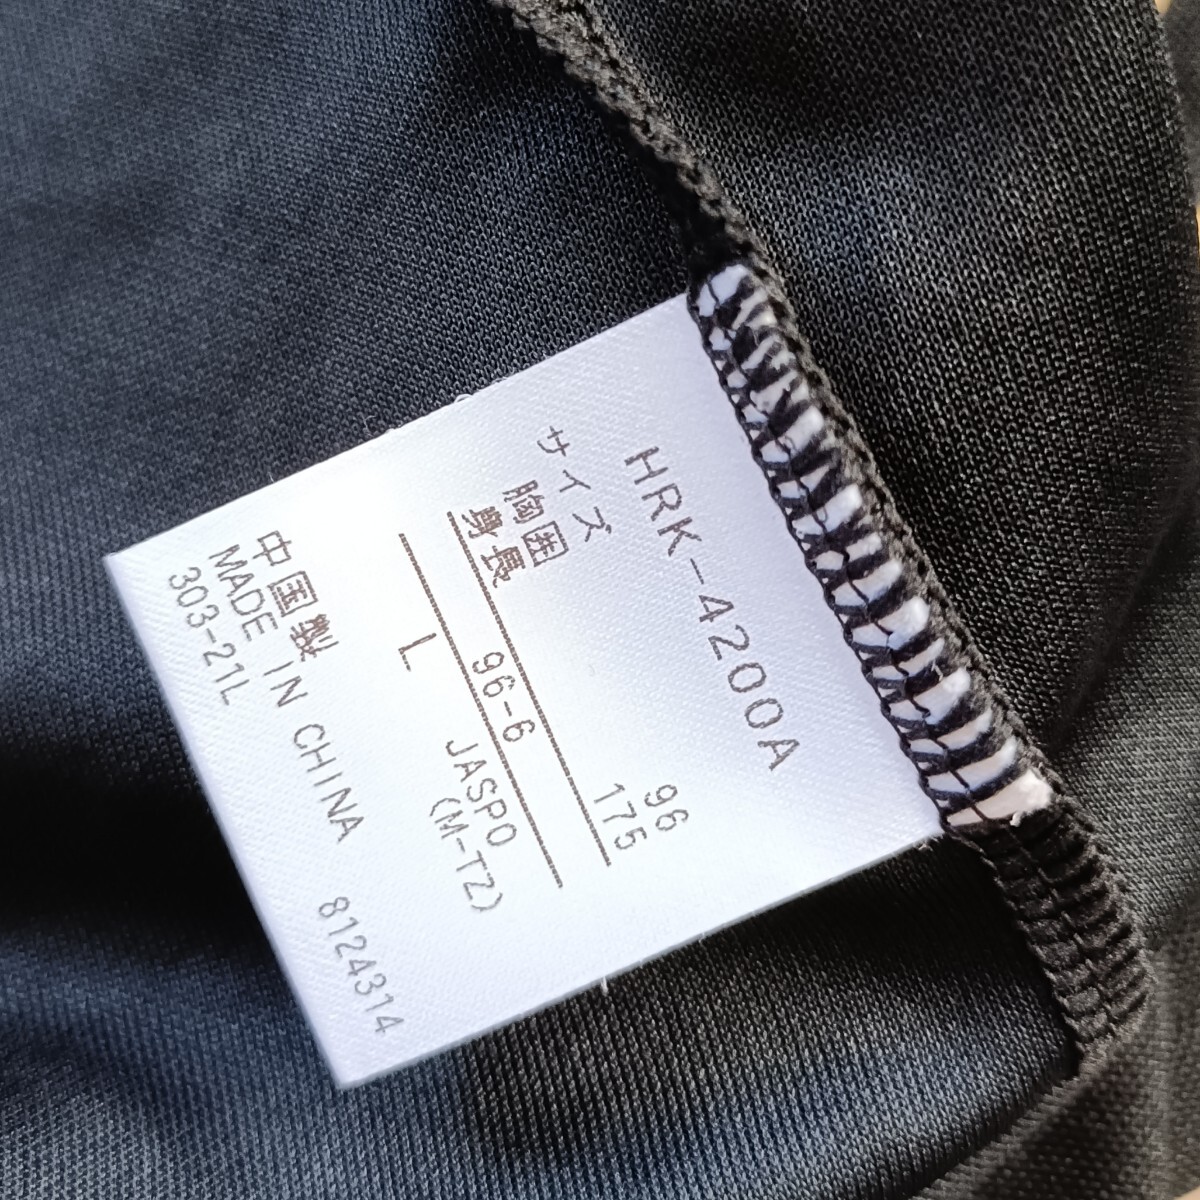 HRK-4200A
サイズ
胸囲 96
身長 175
96-6
L JASPO
(M-T2)
中国製
MADE IN CHINA 8124314
303-21L